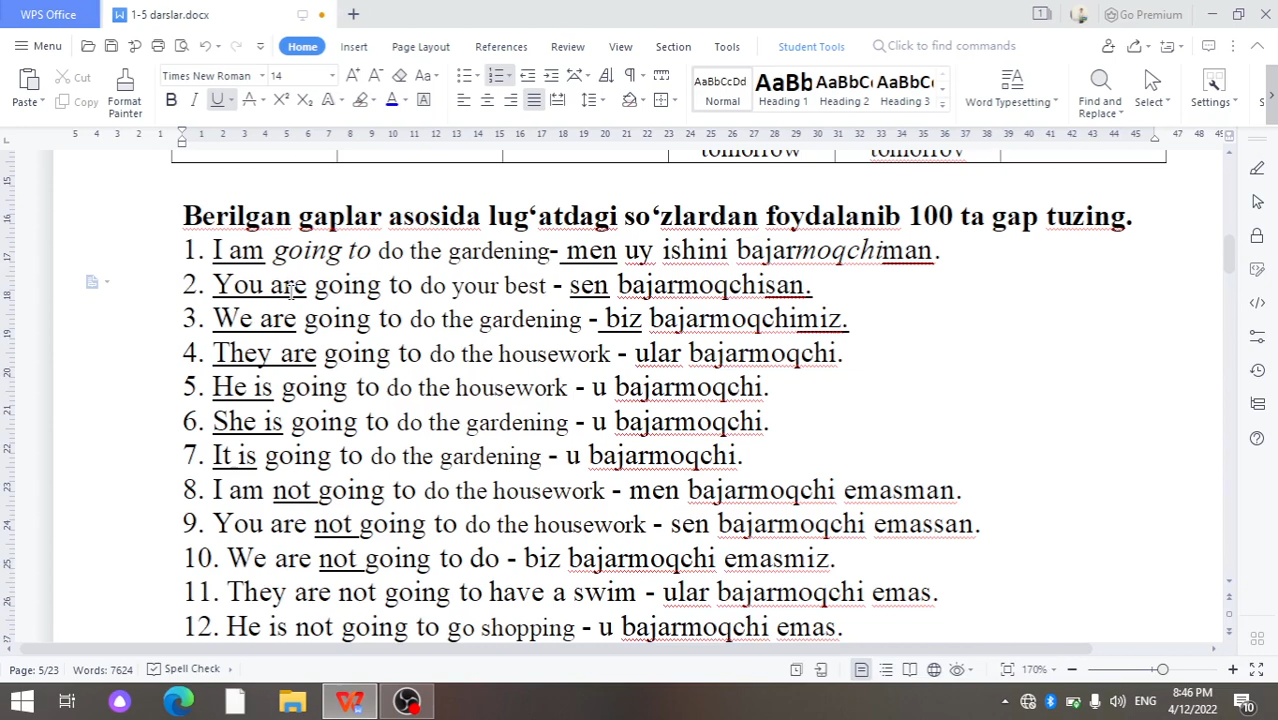 WPS Office
1-5 darslar.docx
Go Premium
Menu
Home
Insert
Page Layout
References
Review
View
Section
Tools
Student Tools
Click to find commands
Paste
Cut
Copy
Format Painter
Times New Roman
14
AaBbCcDd
Normal
AaBb
Heading 1
AaBbC
Heading 2
AaBbC
Heading 3
Word Typesetting
Find and Replace
Select
Settings
tomorrow tomorrov
Berilgan gaplar asosida lug‘atdagi so‘zlardan foydalanib 100 ta gap tuzing.
1. I am going to do the gardening- men uy ishini bajarmoqchiman.
2. You are going to do your best - sen bajarmoqchisan.
3. We are going to do the gardening - biz bajarmoqchimiz.
4. They are going to do the housework - ular bajarmoqchi.
5. He is going to do the housework - u bajarmoqchi.
6. She is going to do the gardening - u bajarmoqchi.
7. It is going to do the gardening - u bajarmoqchi.
8. I am not going to do the housework - men bajarmoqchi emasman.
9. You are not going to do the housework - sen bajarmoqchi emassan.
10. We are not going to do - biz bajarmoqchi emasmiz.
11. They are not going to have a swim - ular bajarmoqchi emas.
12. He is not going to go shopping - u bajarmoqchi emas.
Page: 5/23
Words: 7624
Spell Check
170%
ENG
8:46 PM
4/12/2022
10